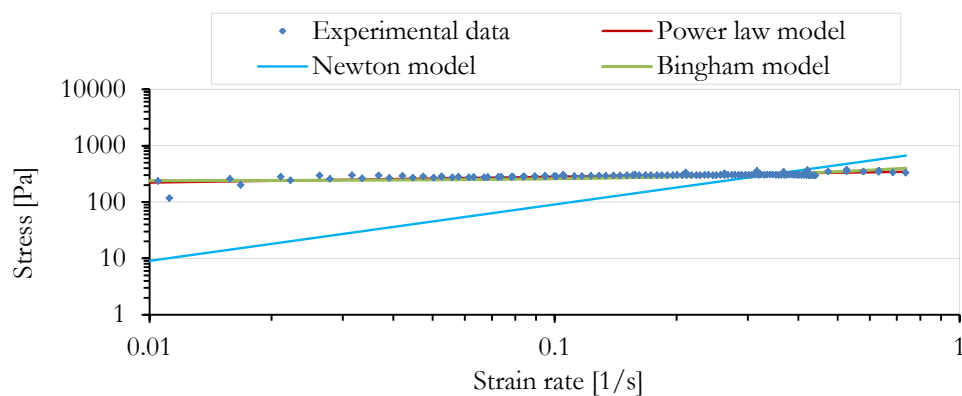 Experimental data
Power law model
Newton model
Bingham model
10000
1000
100
10
1
Stress [Pa]
0.01
0.1
1
Strain rate [1/s]